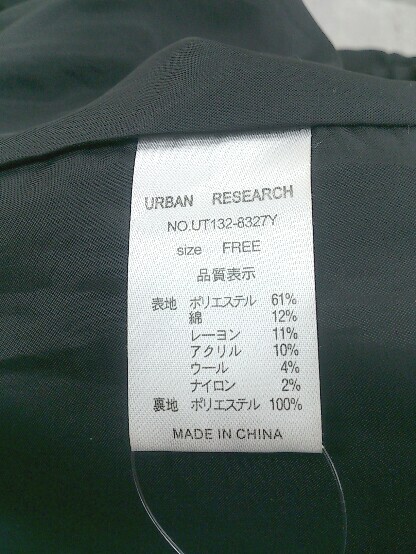 URBAN RESEARCH
NO.UT132-8327Y
size FREE
品質表示
表地 ポリエステル 61%
綿 12%
レーヨン 11%
アクリル 10%
ウール 4%
ナイロン 2%
裏地 ポリエステル 100%
MADE IN CHINA